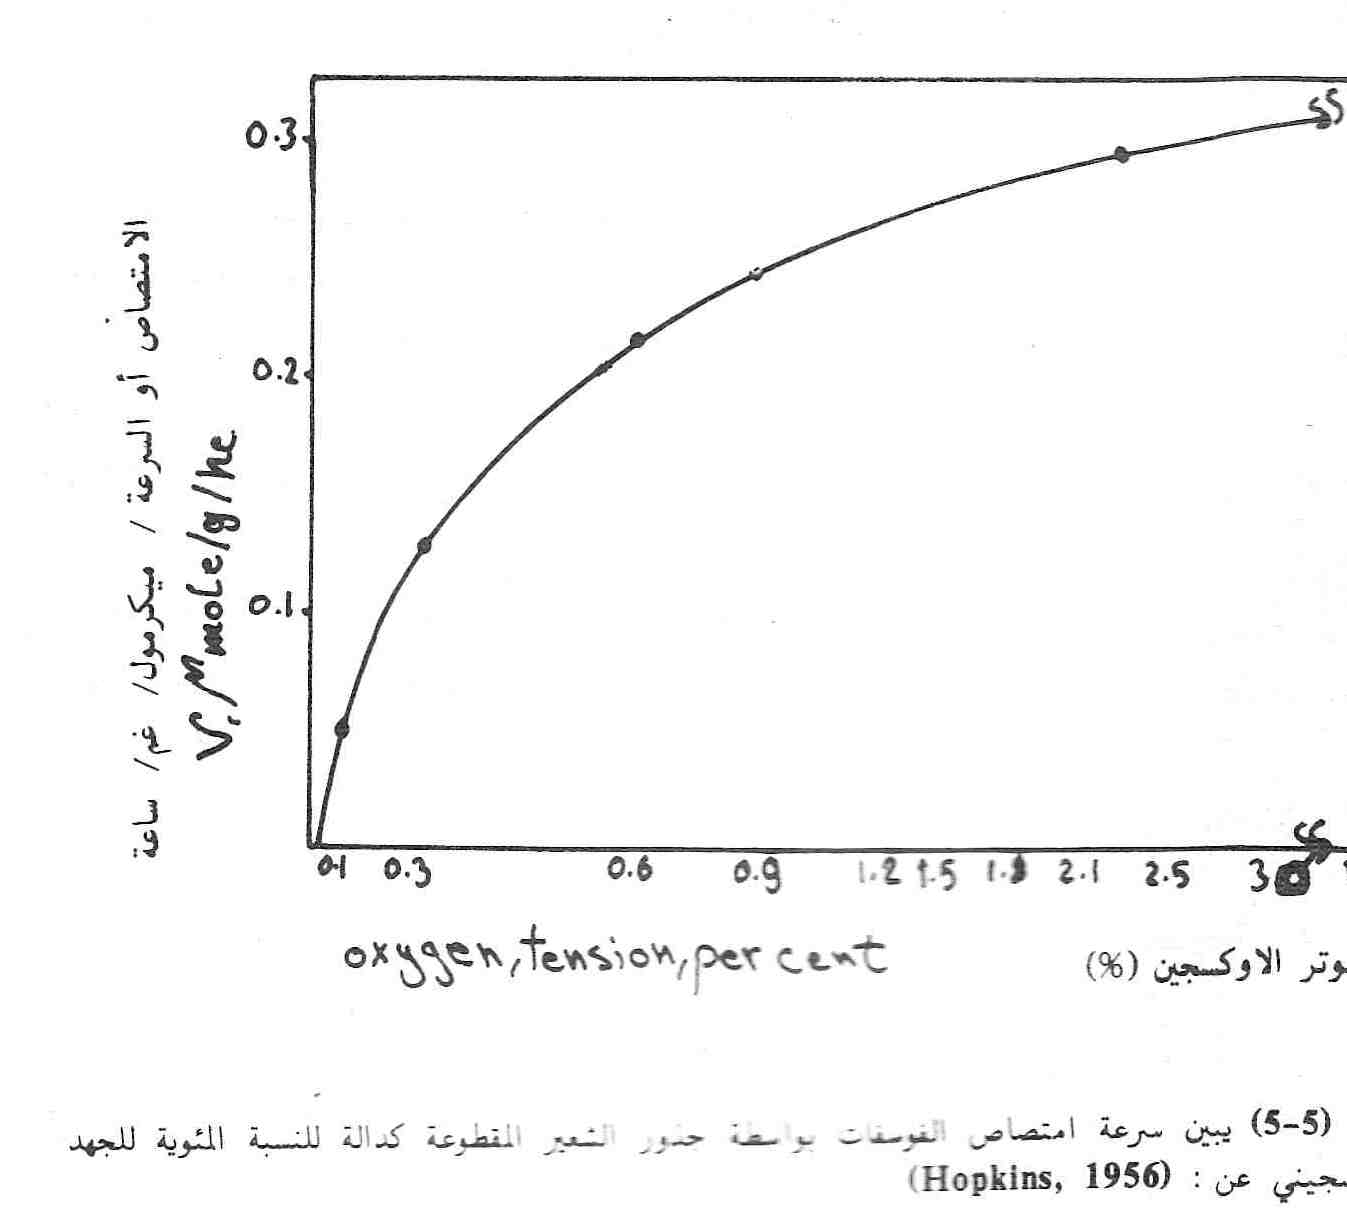 0.3
0.2
0.1
الامتصاص أو السرعة / ميكرمول/ غم/ ساعة
V, μmole/g/he
0.1 0.3 0.6 0.9 1.2 1.5 2.1 2.5 3
oxygen, tension, per cent
وتر الاوكسجين (%)
(5-5) يبين سرعة امتصاص الفوسفات بواسطة جذور الشعير المقطوعة كدالة للنسبة المئوية للجهد
سجيني عن : (Hopkins, 1956)